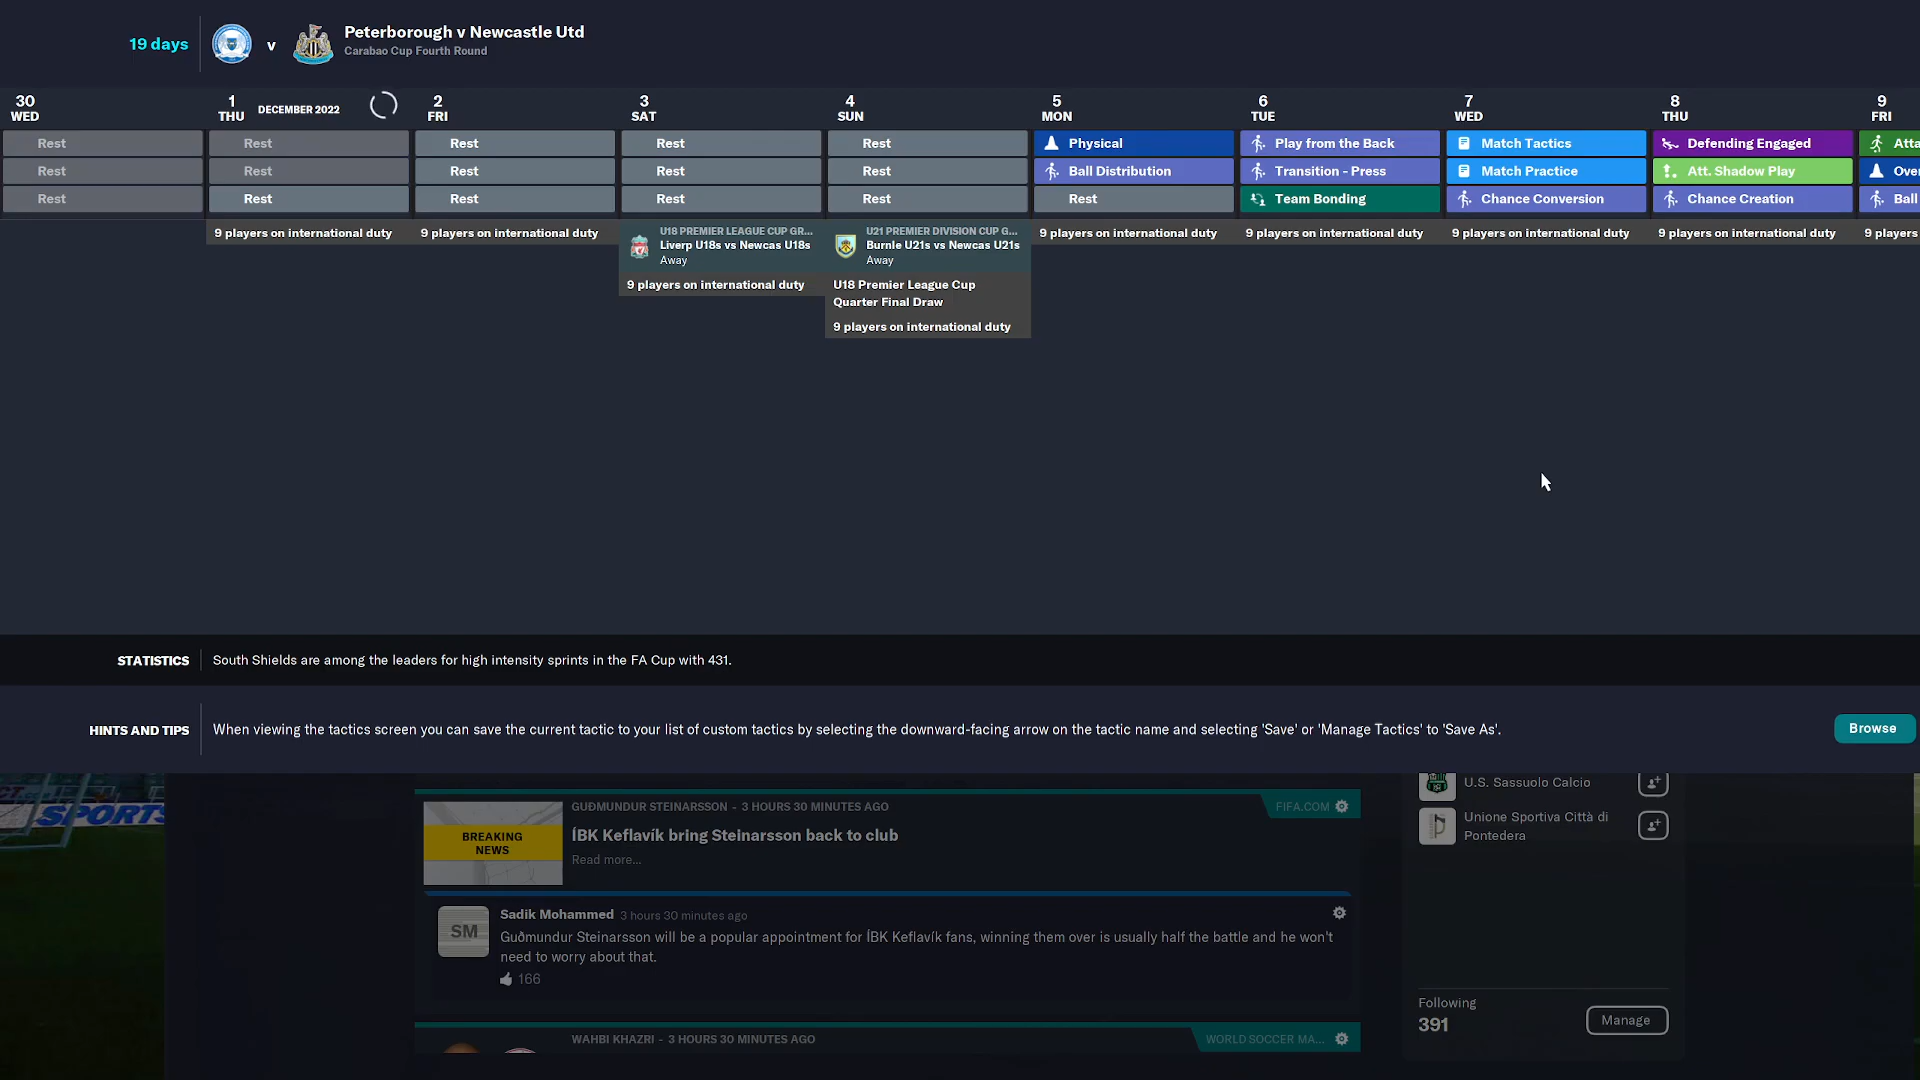 19 days
v
Peterborough v Newcastle Utd
Carabao Cup Fourth Round
30
WED
1
THU
DECEMBER 2022
2
FRI
3
SAT
4
SUN
5
MON
6
TUE
7
WED
8
THU
9
FRI
Rest
Rest
Rest
Rest
Rest
Physical
Play from the Back
Match Tactics
Defending Engaged
Atta
Rest
Rest
Rest
Rest
Rest
Ball Distribution
Transition - Press
Match Practice
Att. Shadow Play
Over
Rest
Rest
Rest
Rest
Rest
Rest
Team Bonding
Chance Conversion
Chance Creation
Ball
9 players on international duty
9 players on international duty
U18 PREMIER LEAGUE CUP GR...
Liverp U18s vs Newcas U18s
Away
9 players on international duty
U21 PREMIER DIVISION CUP G...
Burnle U21s vs Newcas U21s
Away
U18 Premier League Cup
Quarter Final Draw
9 players on international duty
9 players on international duty
9 players on international duty
9 players on international duty
9 players on international duty
9 players
STATISTICS
South Shields are among the leaders for high intensity sprints in the FA Cup with 431.
HINTS AND TIPS
When viewing the tactics screen you can save the current tactic to your list of custom tactics by selecting the downward-facing arrow on the tactic name and selecting 'Save' or 'Manage Tactics' to 'Save As'.
Browse
SPORTS
BREAKING
NEWS
GUÐMUNDUR STEINARSSON - 3 HOURS 30 MINUTES AGO
FIFA.COM
ÍBK Keflavík bring Steinarsson back to club
Read more...
SM
Sadik Mohammed 3 hours 30 minutes ago
Guðmundur Steinarsson will be a popular appointment for ÍBK Keflavík fans, winning them over is usually half the battle and he won't
need to worry about that.
166
WAHBI KHAZRI - 3 HOURS 30 MINUTES AGO
WORLD SOCCER MA...
U.S. Sassuolo Calcio
Unione Sportiva Città di
Pontedera
Following
391
Manage